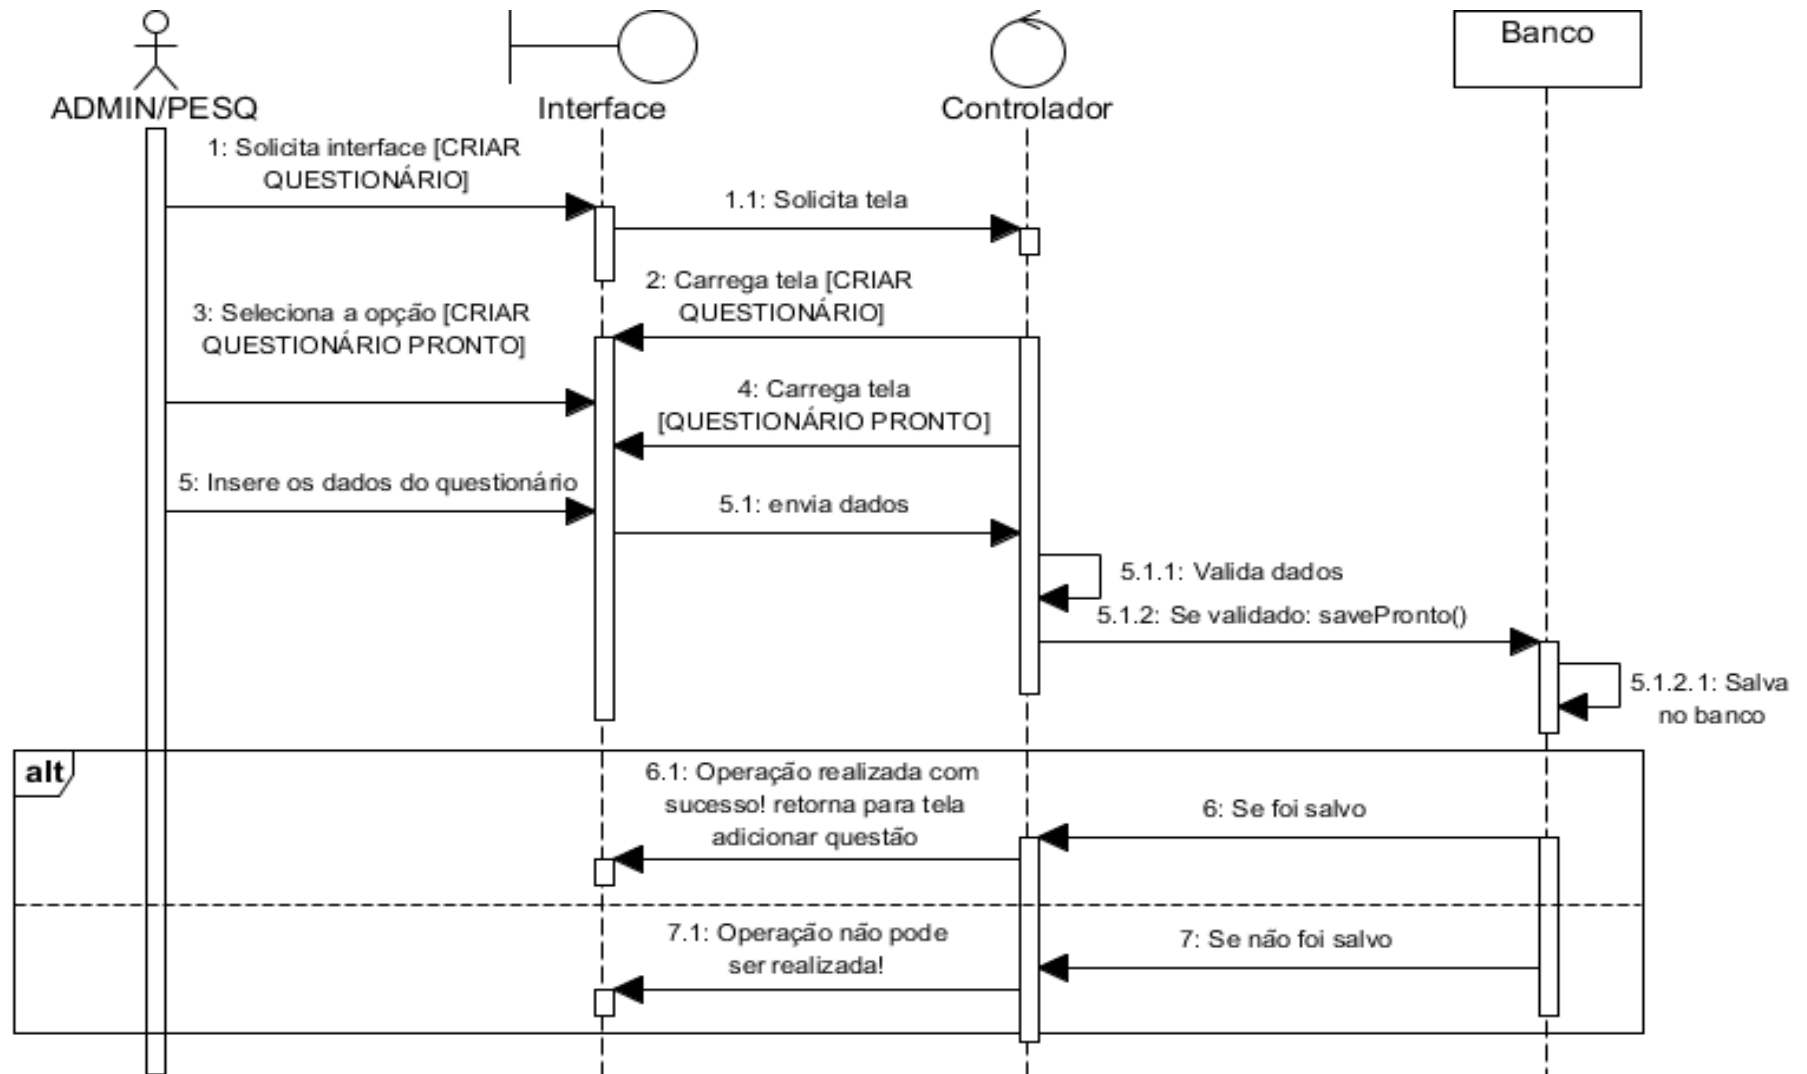 Banco
ADMIN/PESQ
Interface
Controlador
1: Solicita interface [CRIAR
QUESTIONÁRIO]
1.1: Solicita tela
2: Carrega tela [CRIAR
QUESTIONÁRIO]
3: Seleciona a opção [CRIAR
QUESTIONÁRIO PRONTO]
4: Carrega tela
[QUESTIONÁRIO PRONTO]
5: Insere os dados do questionário
5.1: envia dados
5.1.1: Valida dados
5.1.2: Se validado: savePronto()
5.1.2.1: Salva
no banco
alt
6.1: Operação realizada com
sucesso! retorna para tela
adicionar questão
6: Se foi salvo
7.1: Operação não pode
ser realizada!
7: Se não foi salvo